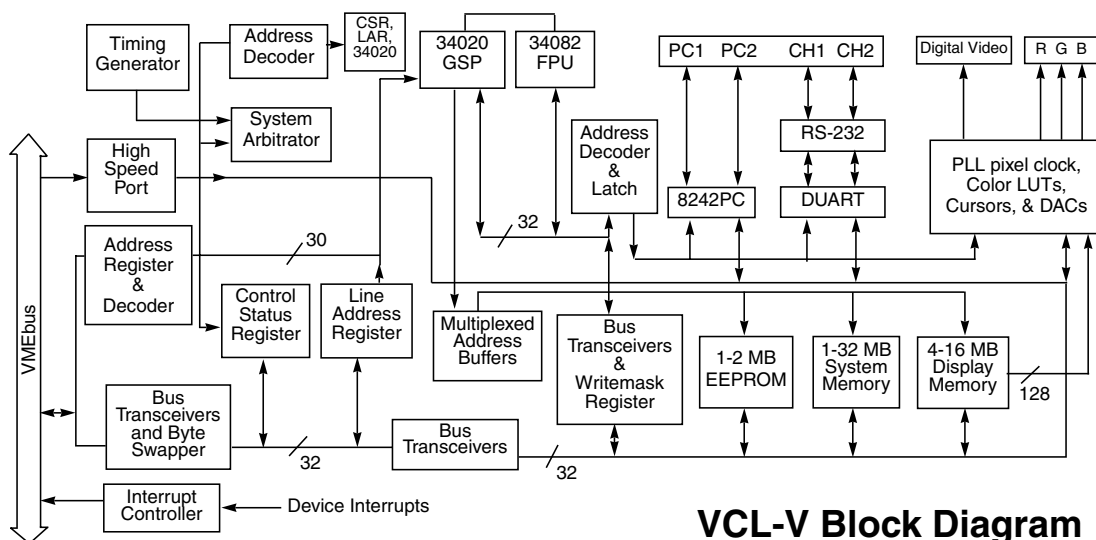 Timing
Generator
Address
Decoder
CSR,
LAR,
34020
34020
GSP
34082
FPU
PC1 PC2 CH1 CH2
Digital Video
R G B
System
Arbitrator
High
Speed
Port
Address
Decoder
&
Latch
RS-232
8242PC
DUART
PLL pixel clock,
Color LUTs,
Cursors, & DACs
32
30
Address
Register
&
Decoder
Control
Status
Register
Line
Address
Register
Multiplexed
Address
Buffers
Bus
Transceivers
&
Writemask
Register
1-2 MB
EEPROM
1-32 MB
System
Memory
4-16 MB
Display
Memory
128
VMEbus
Bus
Transceivers
and Byte
Swapper
32
Bus
Transceivers
32
Interrupt
Controller
Device Interrupts
VCL-V Block Diagram